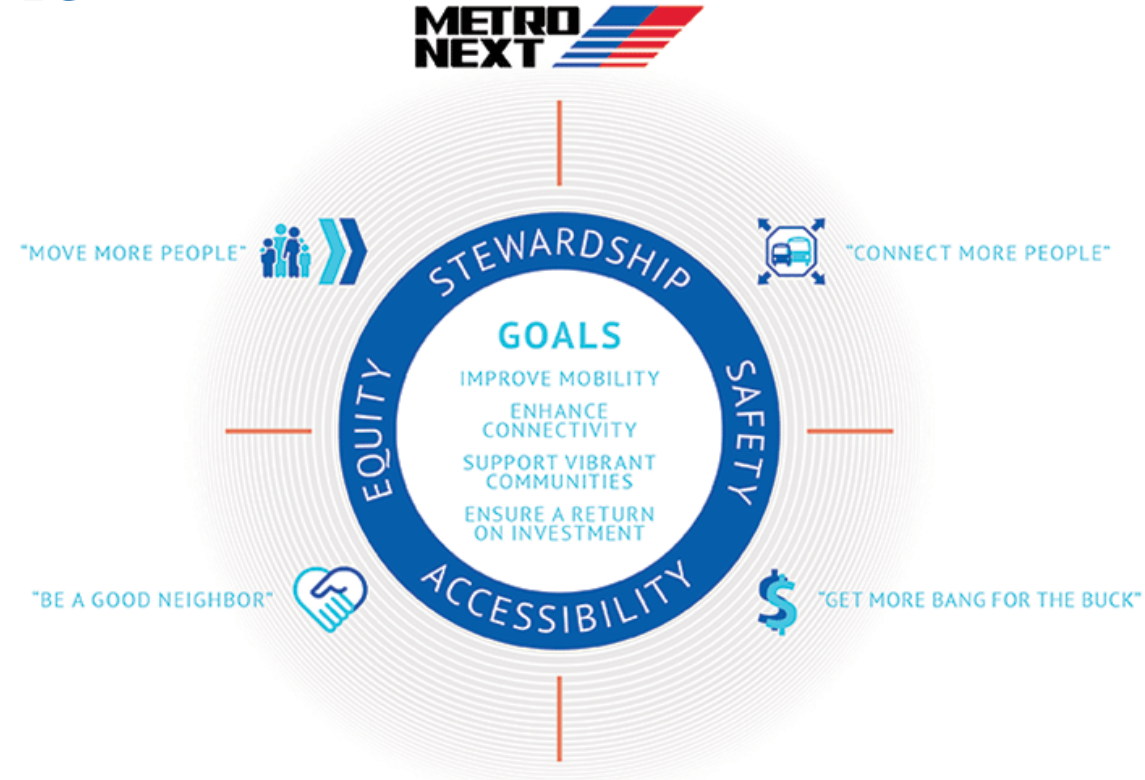 METRO
NEXT
"MOVE MORE PEOPLE"
"CONNECT MORE PEOPLE"
STEWARDSHIP
EQUITY
SAFETY
GOALS
IMPROVE MOBILITY
ENHANCE
CONNECTIVITY
SUPPORT VIBRANT
COMMUNITIES
ENSURE A RETURN
ON INVESTMENT
ACCESSIBILITY
"BE A GOOD NEIGHBOR"
"GET MORE BANG FOR THE BUCK"